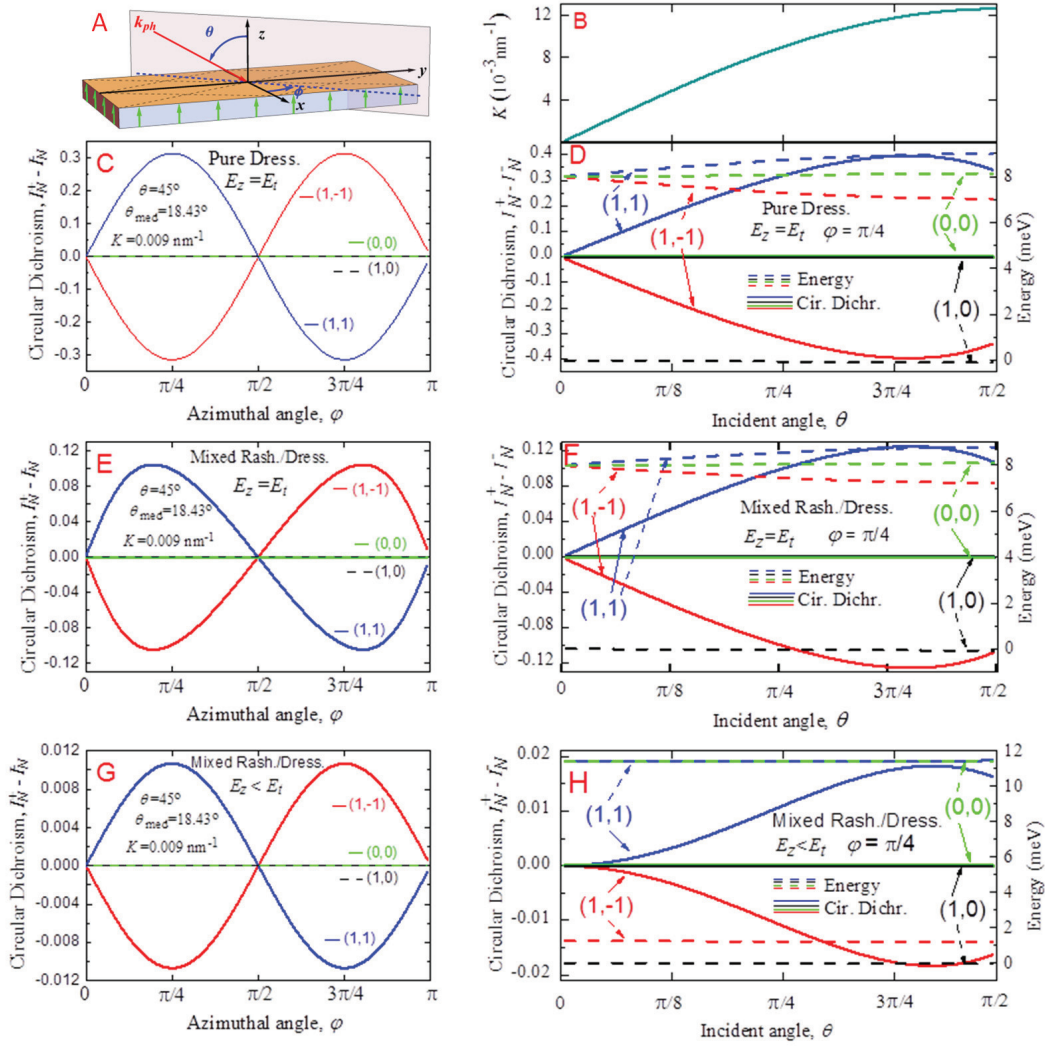 A
k_ph
θ
z
y
ϕ
x
B
K (10⁻³nm⁻¹)
12
8
4
C
Circular Dichroism, I_N^+ - I_N^-
0.3
0.2
0.1
0.0
-0.1
-0.2
-0.3
Pure Dress.
E_z=E_t
θ=45º
θ_med=18.43º
K=0.009 nm⁻¹
(1,-1)
(0,0)
(1,0)
(1,1)
0
π/4
π/2
3π/4
π
Azimuthal angle, φ
D
Circular Dichroism, I_N^+ - I_N^-
0.4
0.3
0.2
0.1
0.0
-0.1
-0.2
-0.3
-0.4
(1,1)
(1,-1)
Pure Dress.
E_z=E_t φ=π/4
(0,0)
Energy
Cir. Dichr.
(1,0)
8
6
4
2
0
Energy (meV)
0
π/8
π/4
3π/4
π/2
Incident angle, θ
E
Circular Dichroism, I_N^+ - I_N^-
0.12
0.08
0.04
0.00
-0.04
-0.08
-0.12
Mixed Rash./Dress.
E_z=E_t
θ=45º
θ_med=18.43º
K=0.009 nm⁻¹
(1,-1)
(0,0)
(1,0)
(1,1)
0
π/4
π/2
3π/4
π
Azimuthal angle, φ
F
Circular Dichroism, I_N^+ - I_N^-
0.12
0.08
0.04
0.00
-0.04
-0.08
-0.12
(1,-1)
(1,1)
Mixed Rash./Dress.
E_z=E_t φ=π/4
(0,0)
Energy
Cir. Dichr.
(1,0)
8
6
4
2
0
Energy (meV)
0
π/8
π/4
3π/4
π/2
Incident angle, θ
G
Circular Dichroism, I_N^+ - I_N^-
0.012
0.008
0.004
0.000
-0.004
-0.008
-0.012
Mixed Rash./Dress.
E_z<E_t
θ=45º
θ_med=18.43º
K=0.009 nm⁻¹
(1,-1)
(0,0)
(1,0)
(1,1)
0
π/4
π/2
3π/4
π
Azimuthal angle, φ
H
Circular Dichroism, I_N^+ - I_N^-
0.02
0.01
0.00
-0.01
-0.02
(1,1)
(1,-1)
(0,0)
Mixed Rash./Dress.
E_z<E_t φ= π/4
Energy
Cir. Dichr.
(1,0)
12
10
8
6
4
2
0
Energy (meV)
0
π/8
π/4
3π/4
π/2
Incident angle, θ